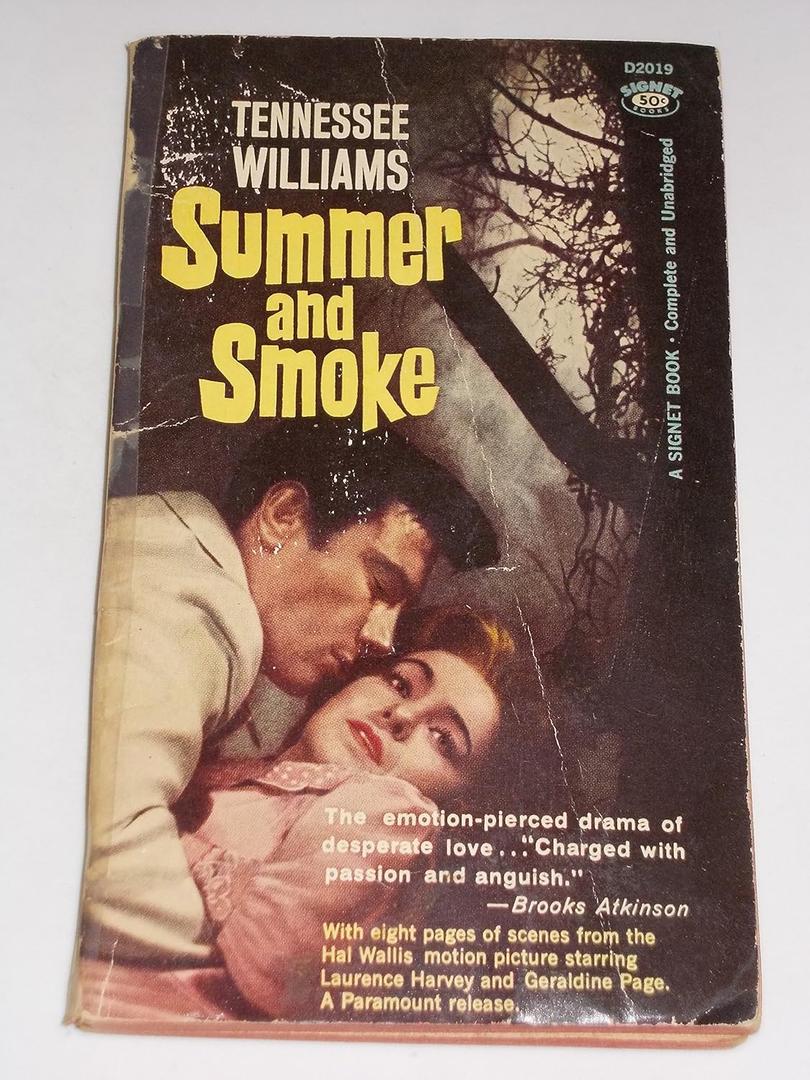 D2019
SIGNET
50¢
BOOKS
TENNESSEE
WILLIAMS
Summer
and
Smoke
A SIGNET BOOK • Complete and Unabridged
The emotion-pierced drama of
desperate love..."Charged with
passion and anguish."
—Brooks Atkinson
With eight pages of scenes from the
Hal Wallis motion picture starring
Laurence Harvey and Geraldine Page.
A Paramount release.